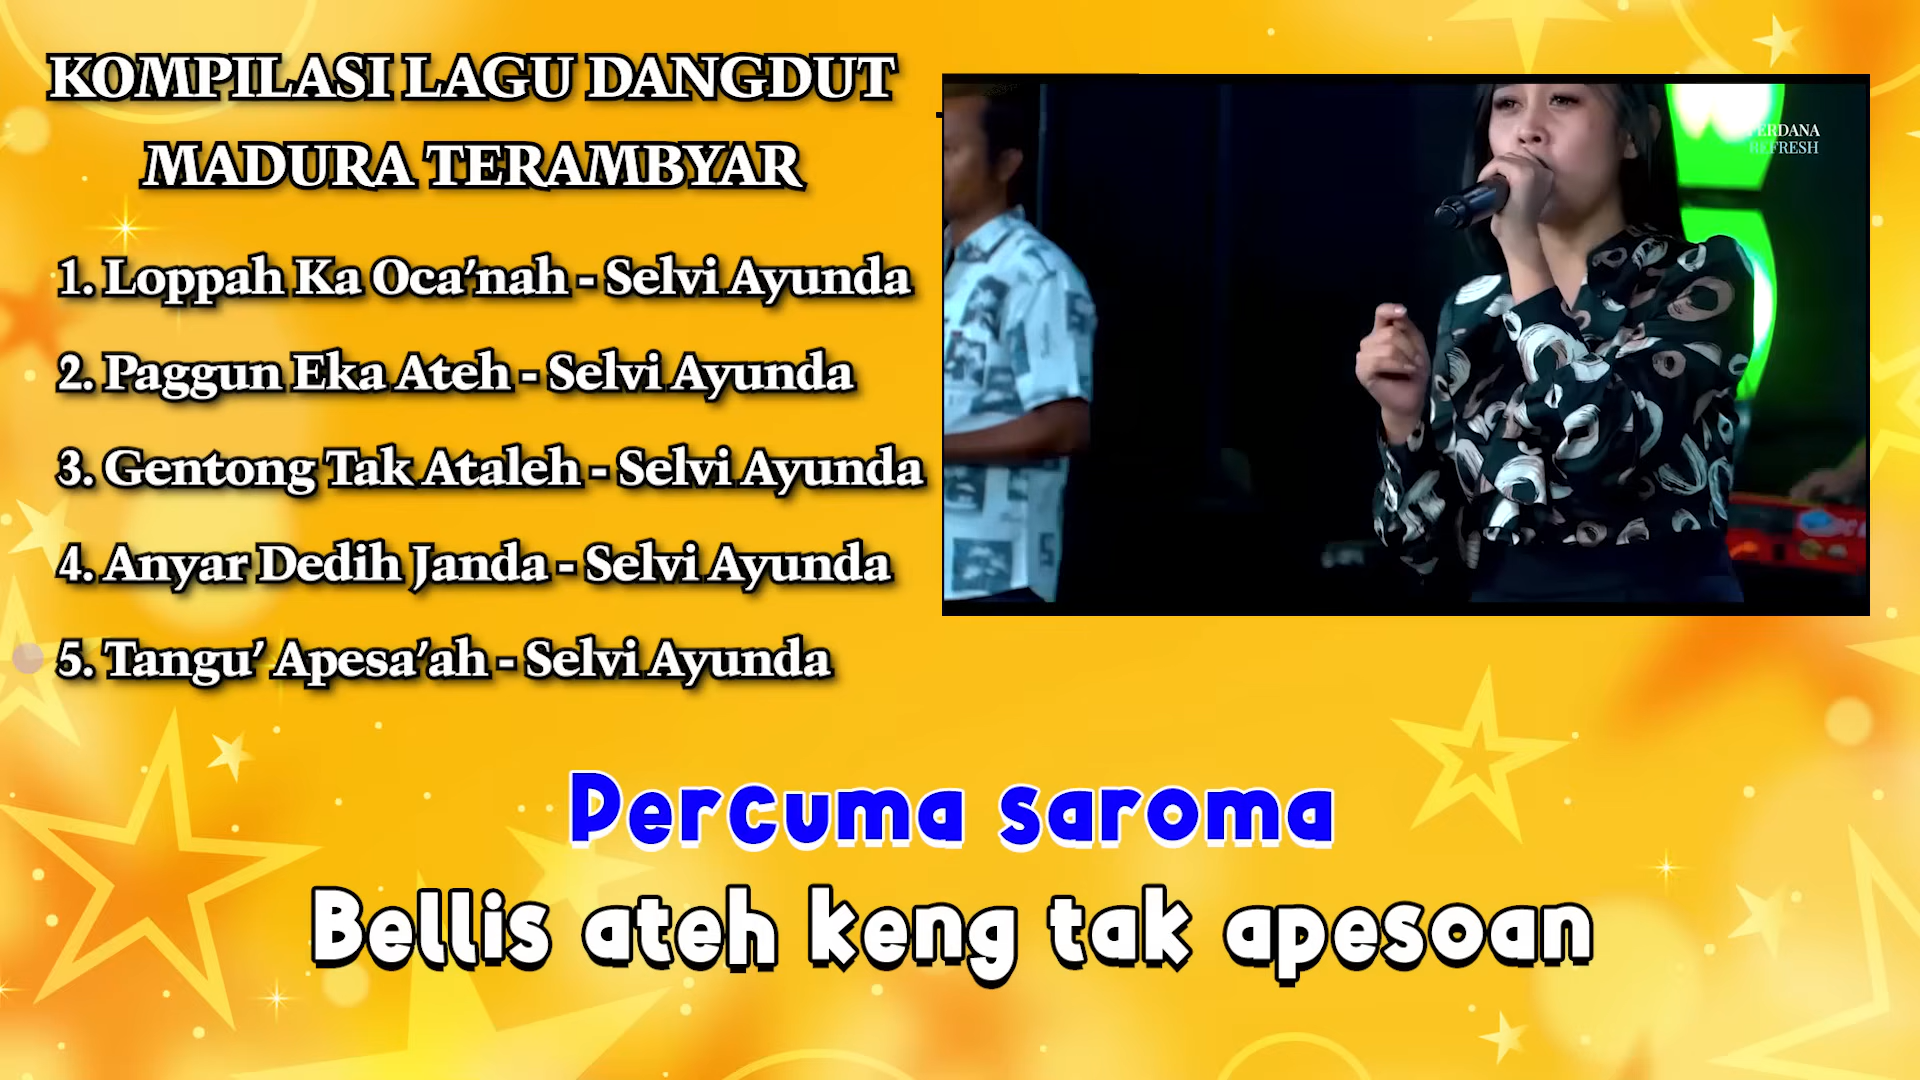 KOMPILASI LAGU DANGDUT
MADURA TERAMBYAR
1. Loppah Ka Oca'nah - Selvi Ayunda
2. Paggun Eka Ateh - Selvi Ayunda
3. Gentong Tak Ataleh - Selvi Ayunda
4. Anyar Dedih Janda - Selvi Ayunda
5. Tangu' Apesa'ah - Selvi Ayunda
PERDANA
REFRESH
Percuma saroma
Bellis ateh keng tak apesoan